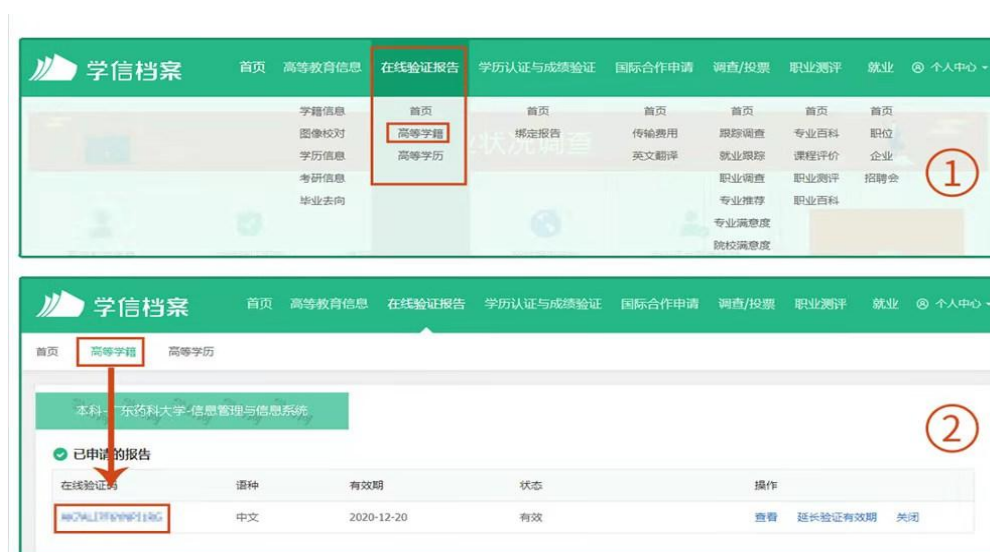 学信档案 首页 高等教育信息 在线验证报告 学历认证与成绩验证 国际合作申请 调查/投票 职业测评 就业 个人中心
学籍信息 首页 首页 首页 首页 首页 首页
图像校对 高等学籍 绑定报告 传输费用 跟踪调查 专业百科 职位
学历信息 高等学历 英文翻译 就业跟踪 课程评价 企业
考研信息 职业调查 职业测评 招聘会
毕业去向 专业推荐 职业百科
专业满意度
院校满意度
业状况调查
①
学信档案 首页 高等教育信息 在线验证报告 学历认证与成绩验证 国际合作申请 调查/投票 职业测评 就业 个人中心
首页 高等学籍 高等学历
本科-广东药科大学-信息管理与信息系统
②
已申请的报告
在线验证码 语种 有效期 状态 操作
中文 2020-12-20 有效 查看 延长验证有效期 关闭